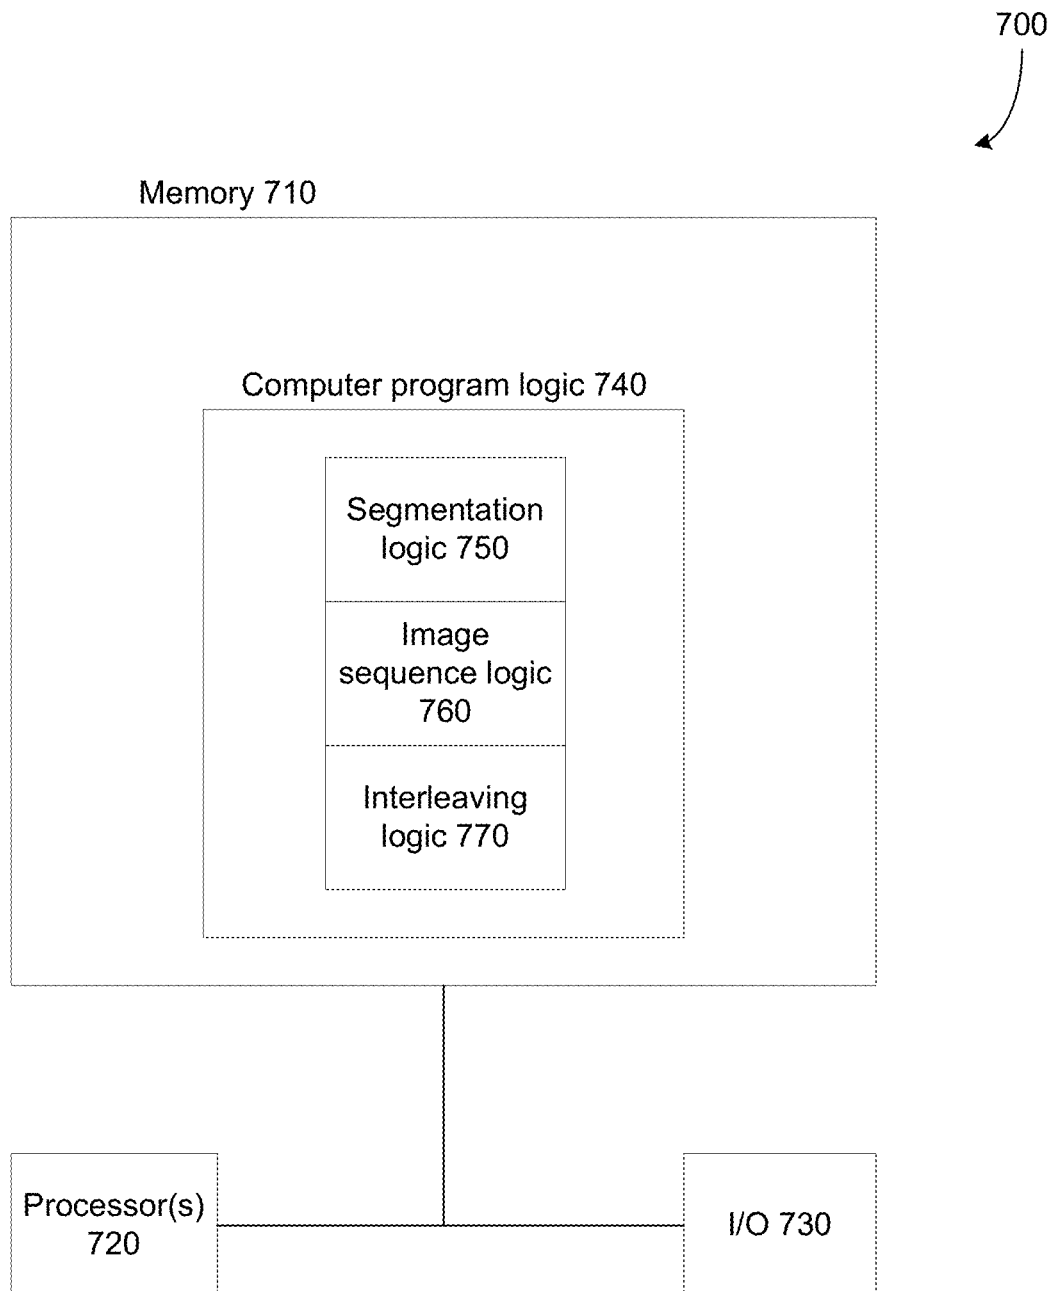 700
Memory 710
Computer program logic 740
Segmentation
logic 750
Image
sequence logic
760
Interleaving
logic 770
Processor(s)
720
I/O 730